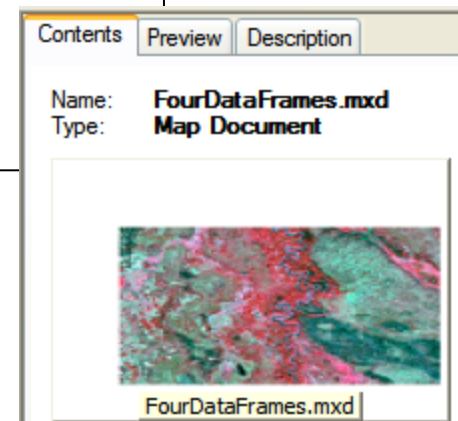 Contents Preview Description
Name: FourDataFrames.mxd
Type: Map Document
FourDataFrames.mxd